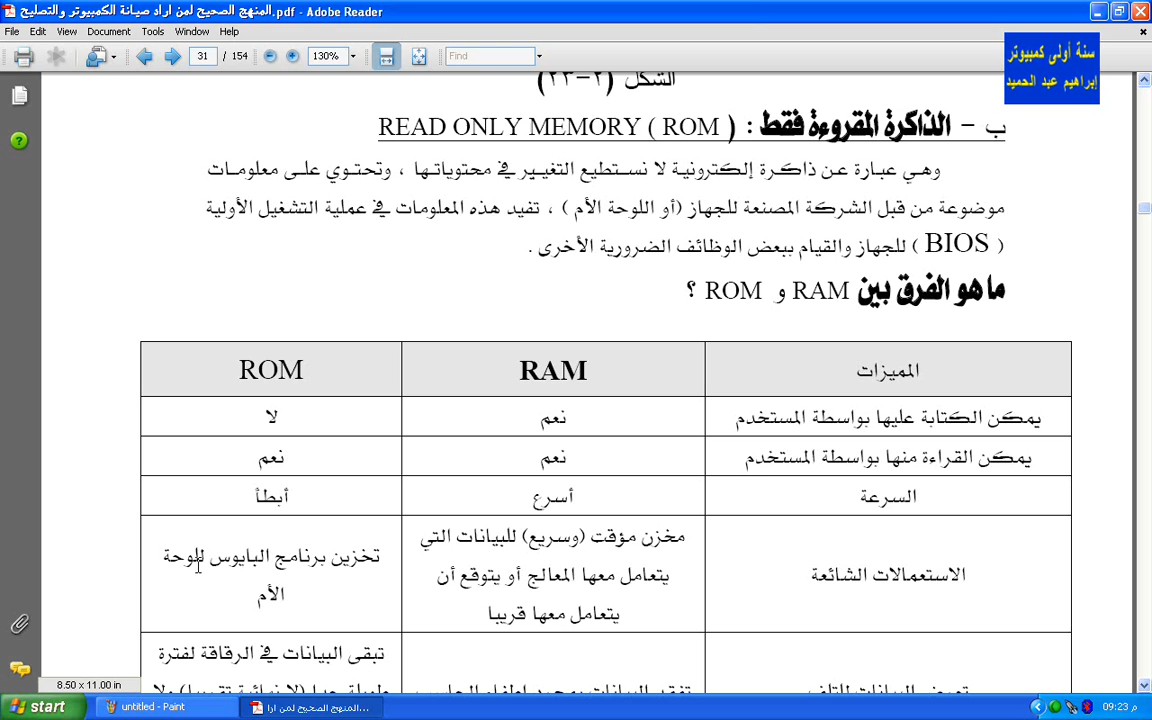 المنهج الصحيح لمن اراد صيانة الكمبيوتر والتصليح.pdf - Adobe Reader
File Edit View Document Tools Window Help
31 / 154 130% Find
سنة أولى كمبيوتر
إبراهيم عبد الحميد
الشكل (٢-٢٣)
ب - الذاكرة المقروءة فقط : READ ONLY MEMORY ( ROM )
وهي عبارة عن ذاكرة إلكترونية لا نستطيع التغيير في محتوياتها ، وتحتوي على معلومات
موضوعة من قبل الشركة المصنعة للجهاز (أو اللوحة الأم ) ، تفيد هذه المعلومات في عملية التشغيل الأولية
( BIOS ) للجهاز والقيام ببعض الوظائف الضرورية الأخرى .
ما هو الفرق بين RAM و ROM ؟
المميزات RAM ROM
يمكن الكتابة عليها بواسطة المستخدم نعم لا
يمكن القراءة منها بواسطة المستخدم نعم نعم
السرعة أسرع أبطأ
الاستعمالات الشائعة
مخزن مؤقت (وسريع) للبيانات التي
يتعامل معها المعالج أو يتوقع أن
يتعامل معها قريبا
تخزين برنامج البايوس للوحة
الأم
تبقى البيانات في الرقاقة لفترة
8.50 x 11.00 in
start untitled - Paint المنهج الصحيح لمن ارا... 09:23 م